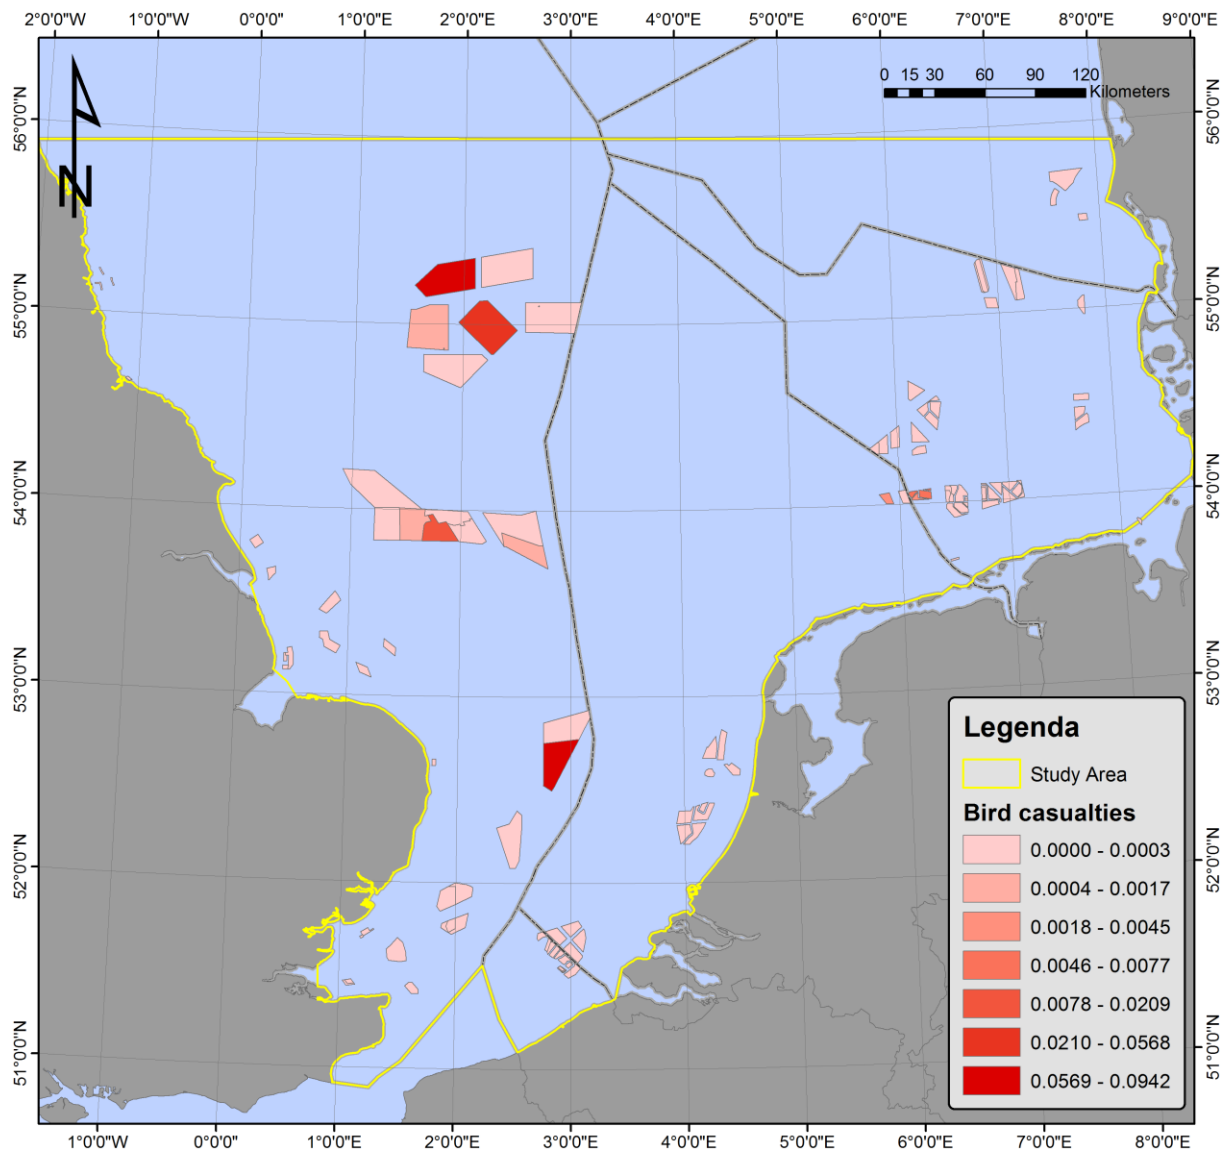 2°0'0"W 1°0'0"W 0°0'0" 1°0'0"E 2°0'0"E 3°0'0"E 4°0'0"E 5°0'0"E 6°0'0"E 7°0'0"E 8°0'0"E 9°0'0"E
0 15 30 60 90 120
Kilometers
N
56°0'0"N 56°0'0"N
55°0'0"N 55°0'0"N
54°0'0"N 54°0'0"N
53°0'0"N 53°0'0"N
52°0'0"N 52°0'0"N
51°0'0"N 51°0'0"N
Legenda
Study Area
Bird casualties
0.0000 - 0.0003
0.0004 - 0.0017
0.0018 - 0.0045
0.0046 - 0.0077
0.0078 - 0.0209
0.0210 - 0.0568
0.0569 - 0.0942
1°0'0"W 0°0'0" 1°0'0"E 2°0'0"E 3°0'0"E 4°0'0"E 5°0'0"E 6°0'0"E 7°0'0"E 8°0'0"E